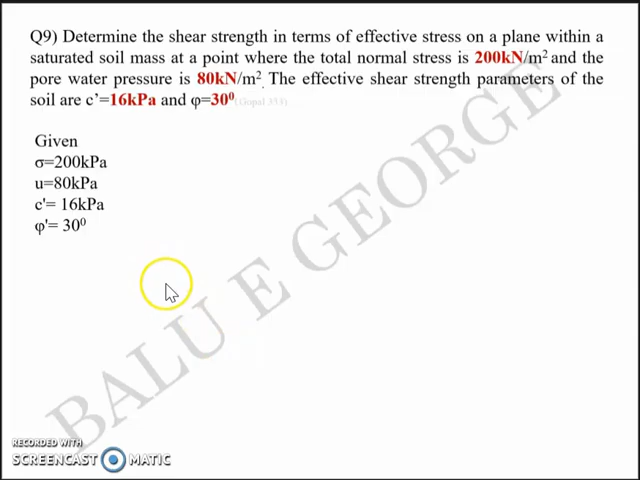 Q9) Determine the shear strength in terms of effective stress on a plane within a
saturated soil mass at a point where the total normal stress is 200kN/m² and the
pore water pressure is 80kN/m². The effective shear strength parameters of the
soil are c'=16kPa and φ=30⁰ (Gopal 353)
Given
σ=200kPa
u=80kPa
c'= 16kPa
φ'= 30⁰
BALU E GEORGE
RECORDED WITH
SCREENCAST MATIC